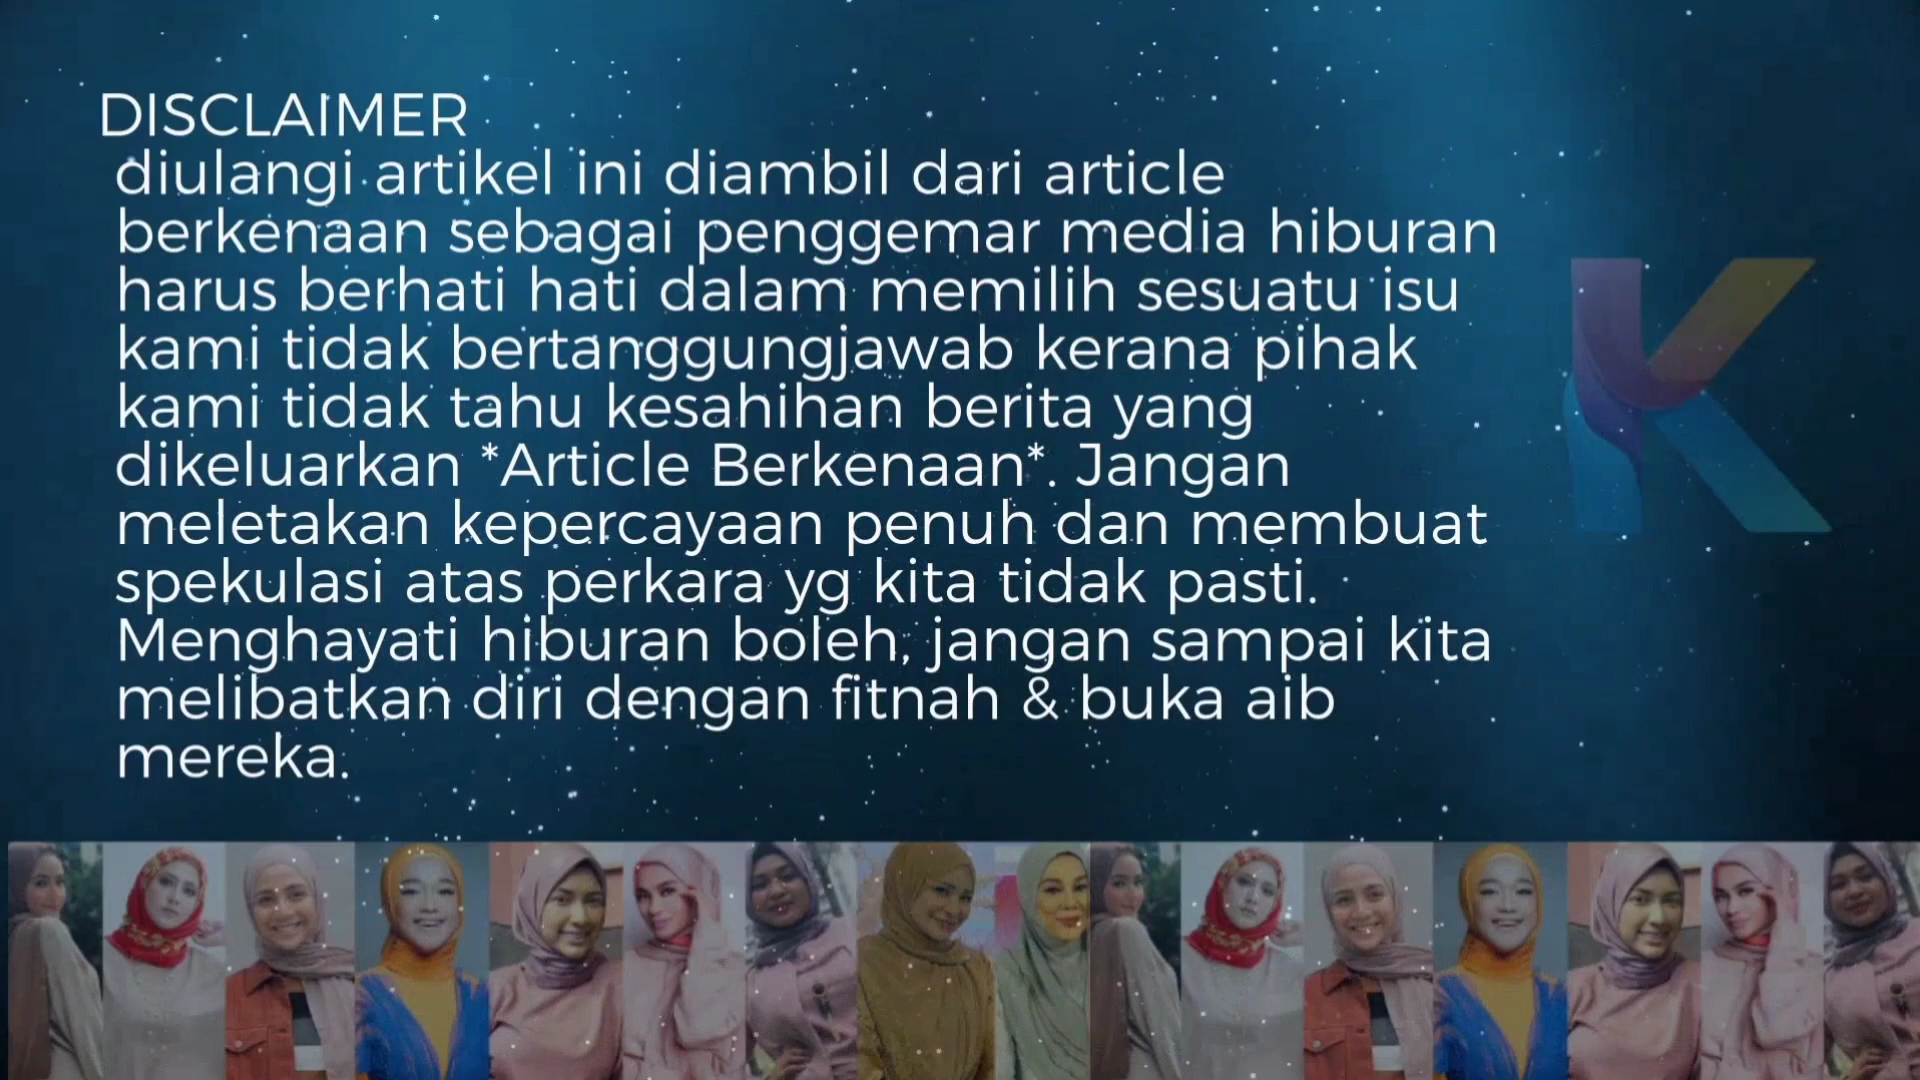 DISCLAIMER
diulangi artikel ini diambil dari article
berkenaan sebagai penggemar media hiburan
harus berhati hati dalam memilih sesuatu isu
kami tidak bertanggungjawab kerana pihak
kami tidak tahu kesahihan berita yang
dikeluarkan *Article Berkenaan*. Jangan
meletakan kepercayaan penuh dan membuat
spekulasi atas perkara yg kita tidak pasti.
Menghayati hiburan boleh, jangan sampai kita
melibatkan diri dengan fitnah & buka aib
mereka.
K